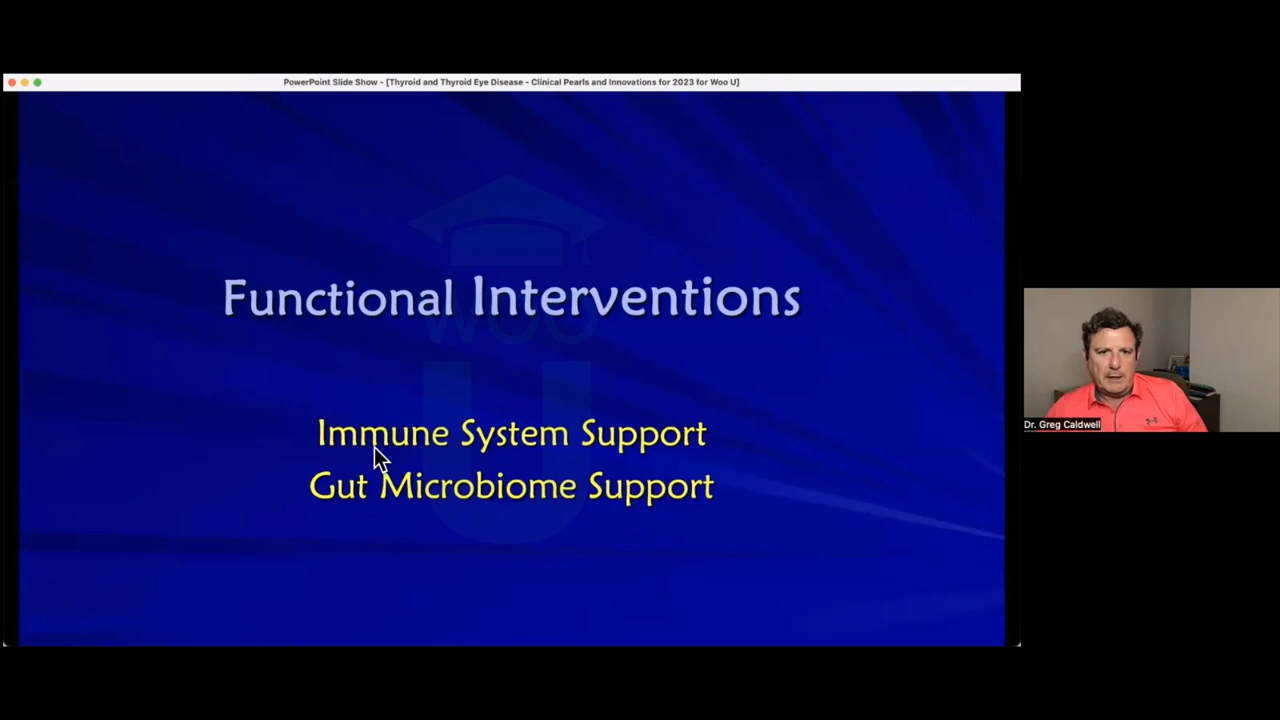 PowerPoint Slide Show - [Thyroid and Thyroid Eye Disease - Clinical Pearls and Innovations for 2023 for Woo U]
Functional Interventions
WOO
U
Immune System Support
Gut Microbiome Support
Dr. Greg Caldwell